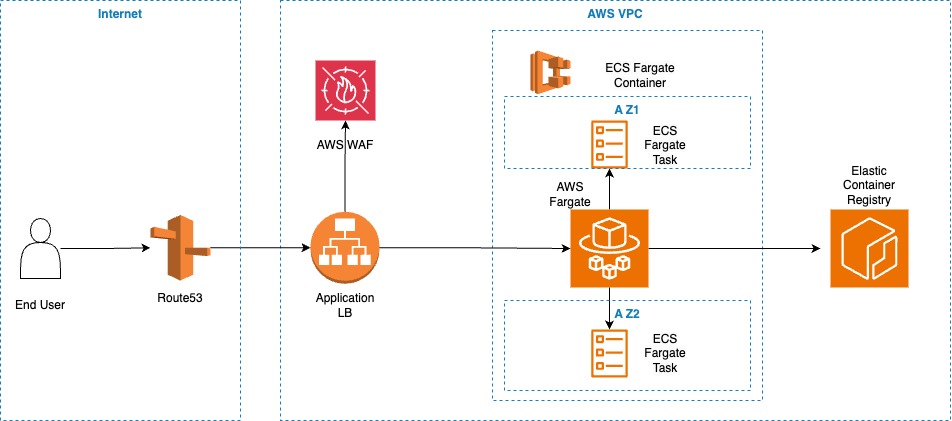 Internet
AWS VPC
ECS Fargate
Container
A Z1
AWS WAF
ECS
Fargate
Task
AWS
Fargate
Elastic
Container
Registry
End User
Route53
Application
LB
A Z2
ECS
Fargate
Task